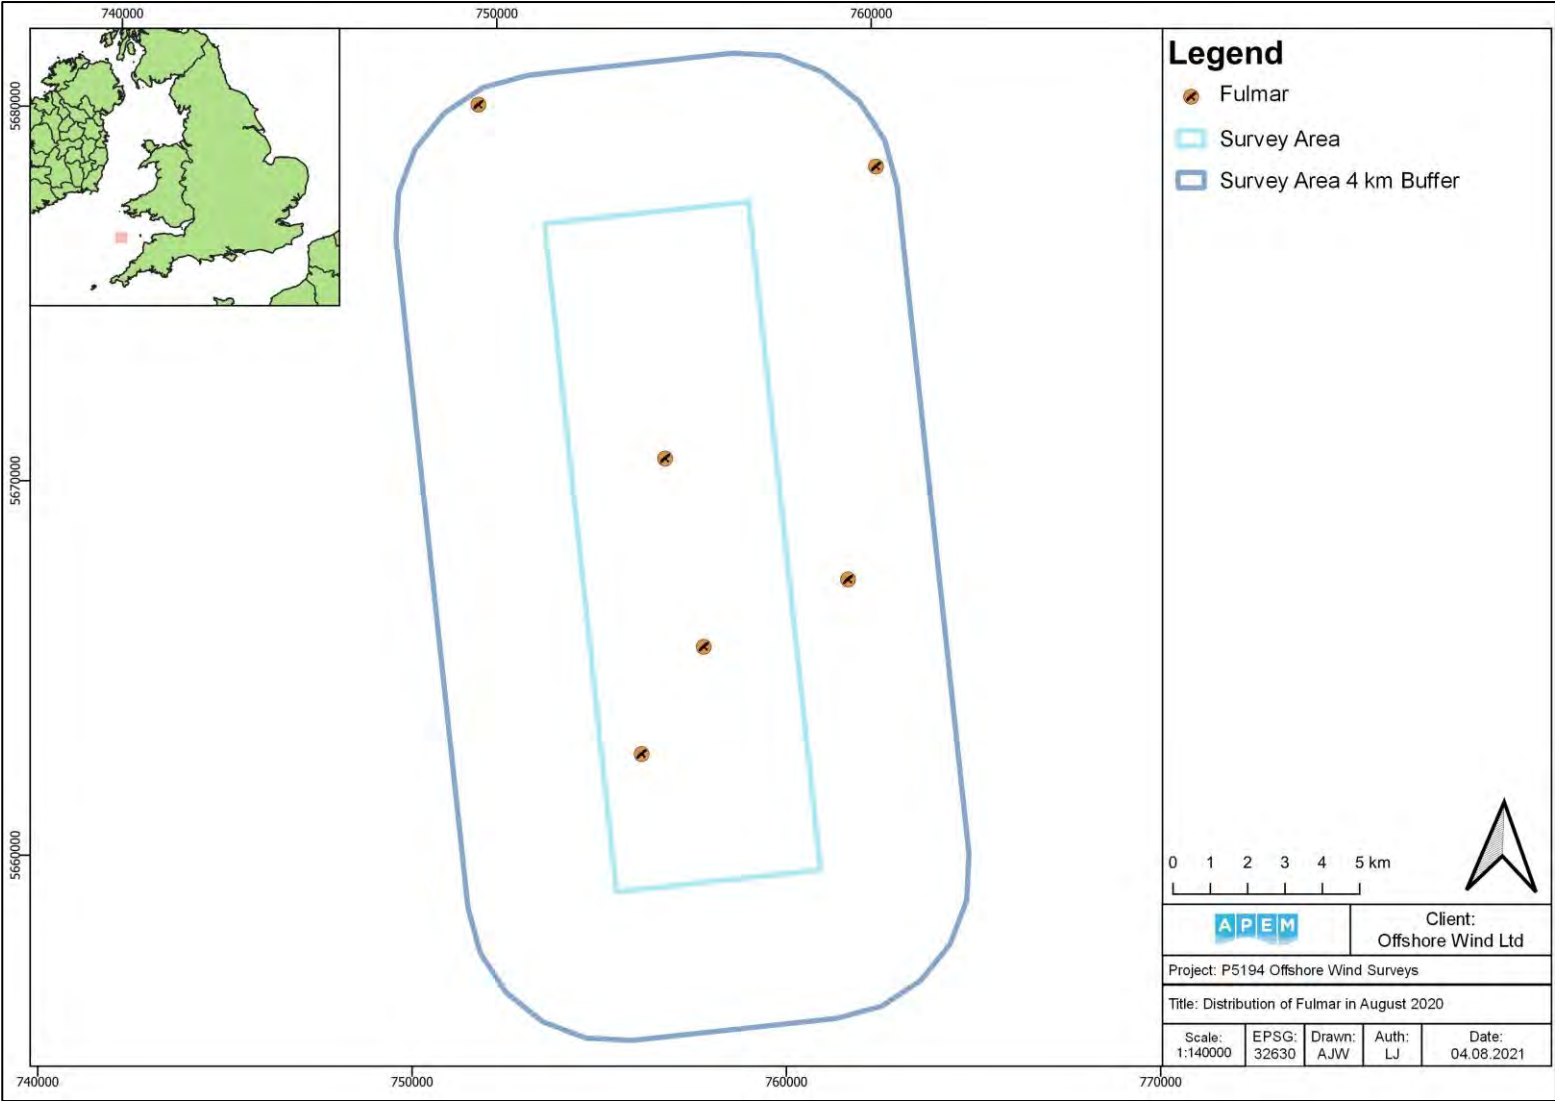 740000
750000
760000
5680000
5670000
5660000
740000
750000
760000
770000
Legend
Fulmar
Survey Area
Survey Area 4 km Buffer
0 1 2 3 4 5 km
APEM
Client:
Offshore Wind Ltd
Project: P5194 Offshore Wind Surveys
Title: Distribution of Fulmar in August 2020
Scale:
1:140000
EPSG:
32630
Drawn:
AJW
Auth:
LJ
Date:
04.08.2021